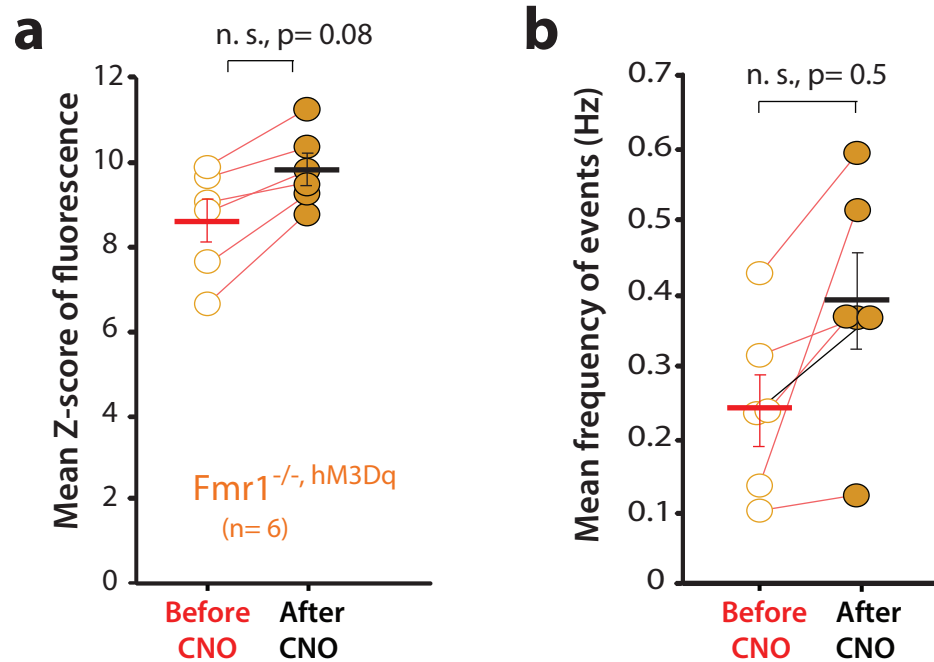 a
n. s., p= 0.08
Mean Z-score of fluorescence
12
10
8
6
4
2
0
Fmr1-/-, hM3Dq
(n= 6)
Before CNO
After CNO
b
n. s., p= 0.5
Mean frequency of events (Hz)
0.7
0.6
0.5
0.4
0.3
0.2
0.1
0
Before CNO
After CNO